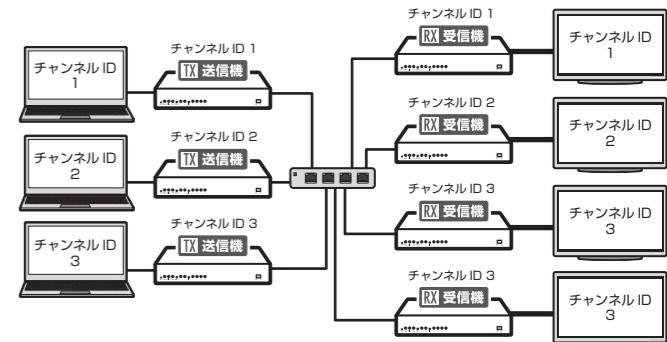 チャンネル ID 1
TX 送信機
チャンネル ID
1
チャンネル ID 2
TX 送信機
チャンネル ID
2
チャンネル ID 3
TX 送信機
チャンネル ID
3
チャンネル ID 1
RX 受信機
チャンネル ID
1
チャンネル ID 2
RX 受信機
チャンネル ID
2
チャンネル ID 3
RX 受信機
チャンネル ID
3
チャンネル ID 3
RX 受信機
チャンネル ID
3